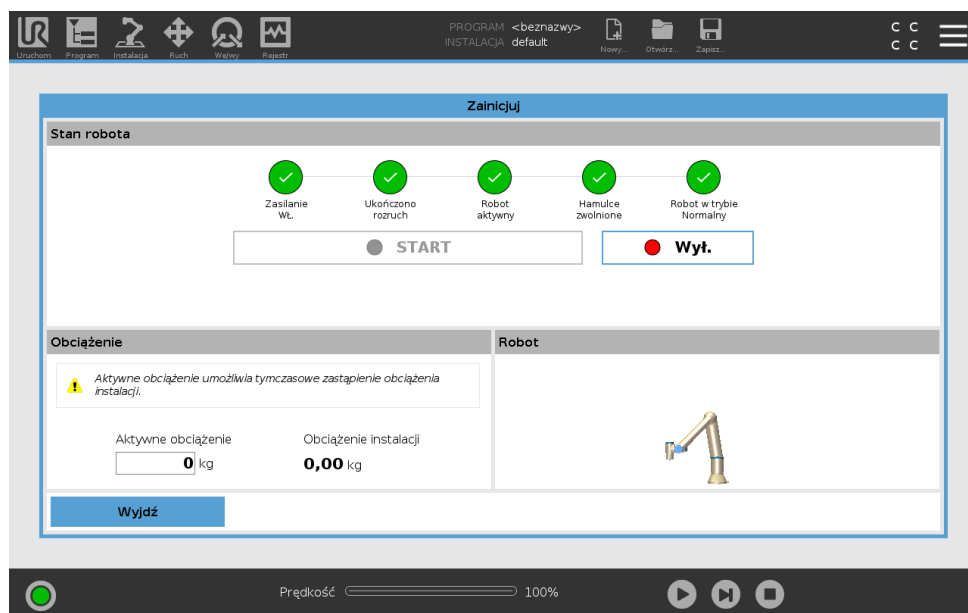 UR
PROGRAM <beznazwy>
INSTALACJA default
Uruchom Program Instalacja Ruch We/wy Rejestr Nowy... Otwórz... Zapisz...
C C
C C
Zainicjuj
Stan robota
Zasilanie WŁ.
Ukończono rozruch
Robot aktywny
Hamulce zwolnione
Robot w trybie Normalny
START
Wył.
Obciążenie
Robot
Aktywne obciążenie umożliwia tymczasowe zastąpienie obciążenia
instalacji.
Aktywne obciążenie
Obciążenie instalacji
0 kg
0,00 kg
Wyjdź
Prędkość 100%